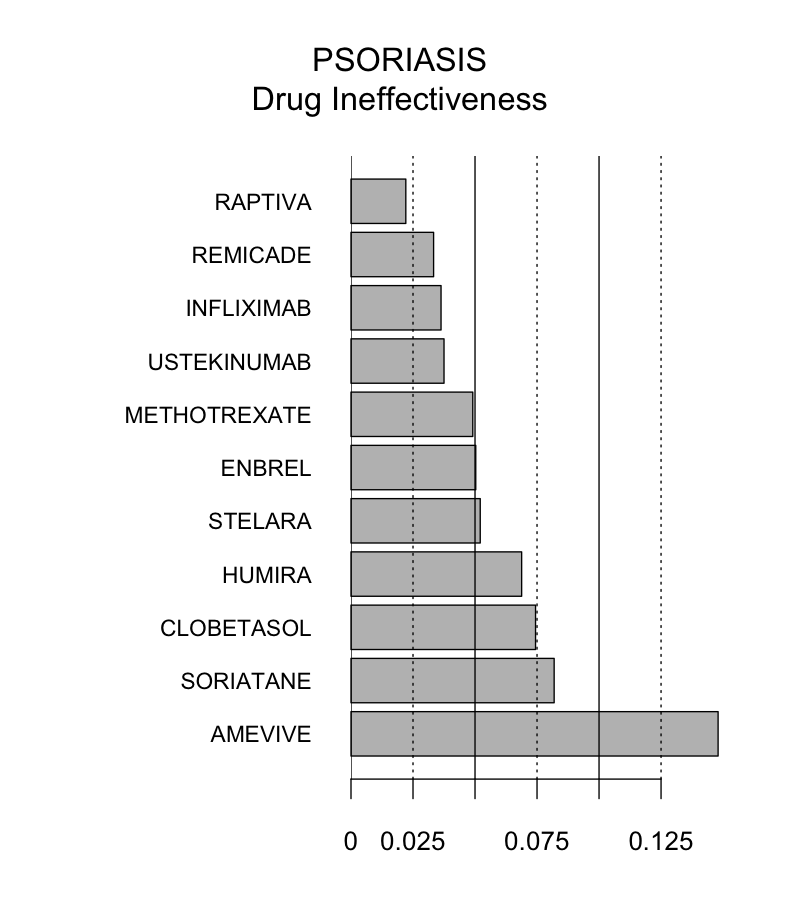 PSORIASIS
Drug Ineffectiveness
RAPTIVA
REMICADE
INFLIXIMAB
USTEKINUMAB
METHOTREXATE
ENBREL
STELARA
HUMIRA
CLOBETASOL
SORIATANE
AMEVIVE
0 0.025 0.075 0.125